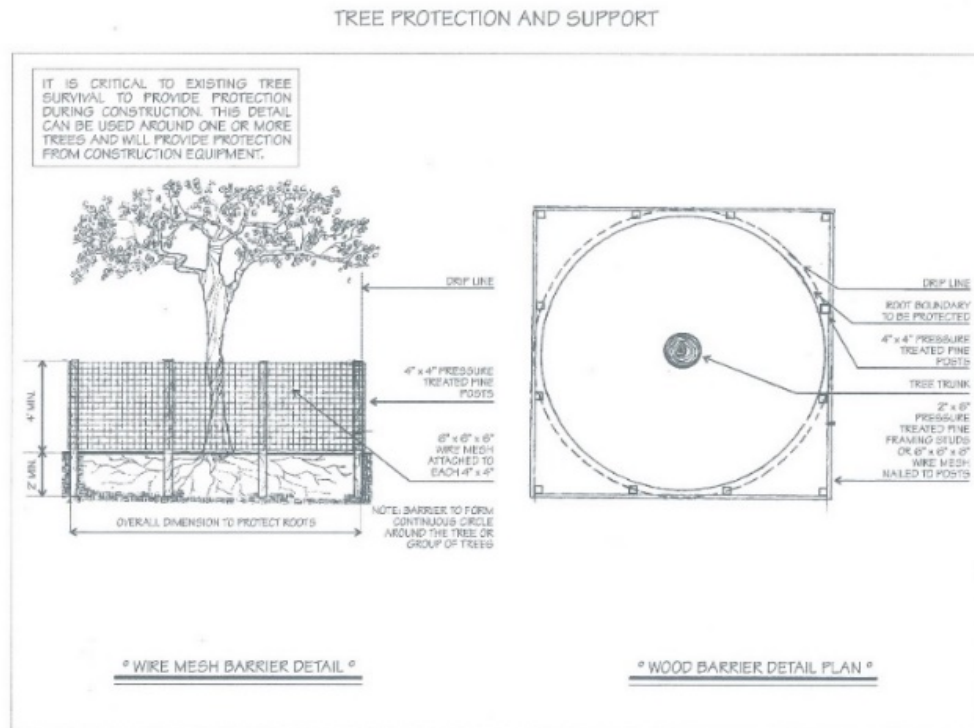 TREE PROTECTION AND SUPPORT
IT IS CRITICAL TO EXISTING TREE
SURVIVAL TO PROVIDE PROTECTION
DURING CONSTRUCTION. THIS DETAIL
CAN BE USED AROUND ONE OR MORE
TREES AND WILL PROVIDE PROTECTION
FROM CONSTRUCTION EQUIPMENT.
DRIP LINE
4" x 4" PRESSURE
TREATED PINE
POSTS
6" x 6" x 6"
WIRE MESH
ATTACHED TO
EACH 4" x 4"
4' MIN.
2' MIN.
OVERALL DIMENSION TO PROTECT ROOTS
NOTE: BARRIER TO FORM
CONTINUOUS CIRCLE
AROUND THE TREE OR
GROUP OF TREES
° WIRE MESH BARRIER DETAIL °
DRIP LINE
ROOT BOUNDARY
TO BE PROTECTED
4" x 4" PRESSURE
TREATED PINE
POSTS
TREE TRUNK
2" x 6"
PRESSURE
TREATED PINE
FRAMING STUDS
OR 6" x 6" x 6"
WIRE MESH
NAILED TO POSTS
° WOOD BARRIER DETAIL PLAN °